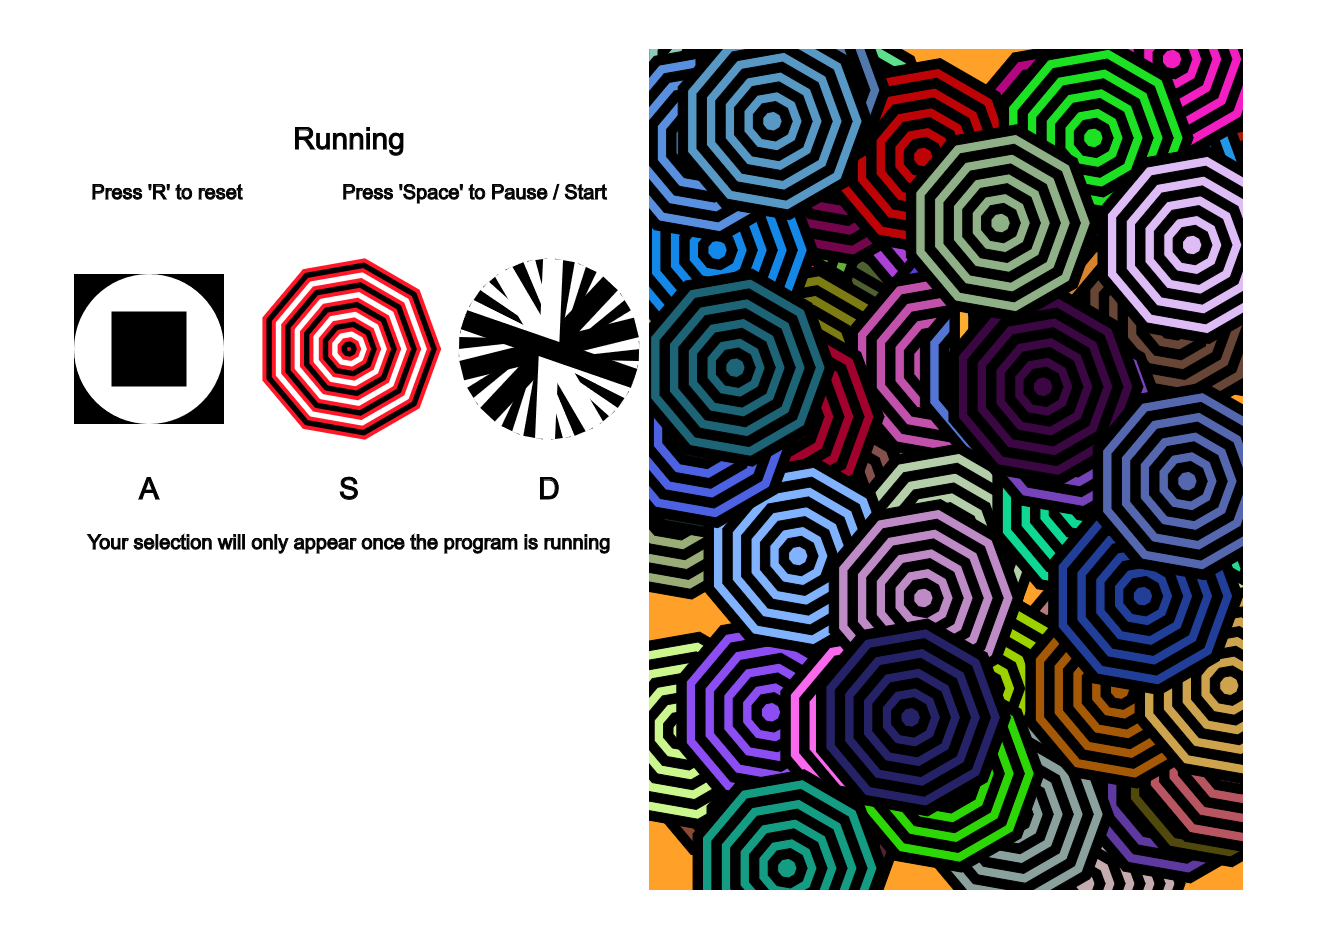 Running
Press 'R' to reset
Press 'Space' to Pause / Start
A
S
D
Your selection will only appear once the program is running